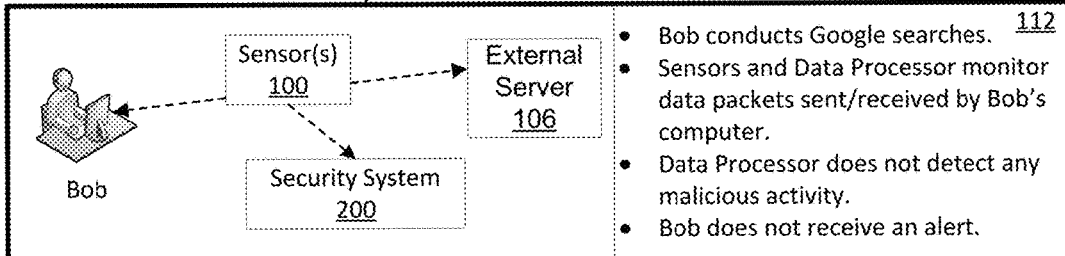 Sensor(s)
100
External
Server
106
Bob
Security System
200
112
• Bob conducts Google searches.
• Sensors and Data Processor monitor
data packets sent/received by Bob's
computer.
• Data Processor does not detect any
malicious activity.
• Bob does not receive an alert.